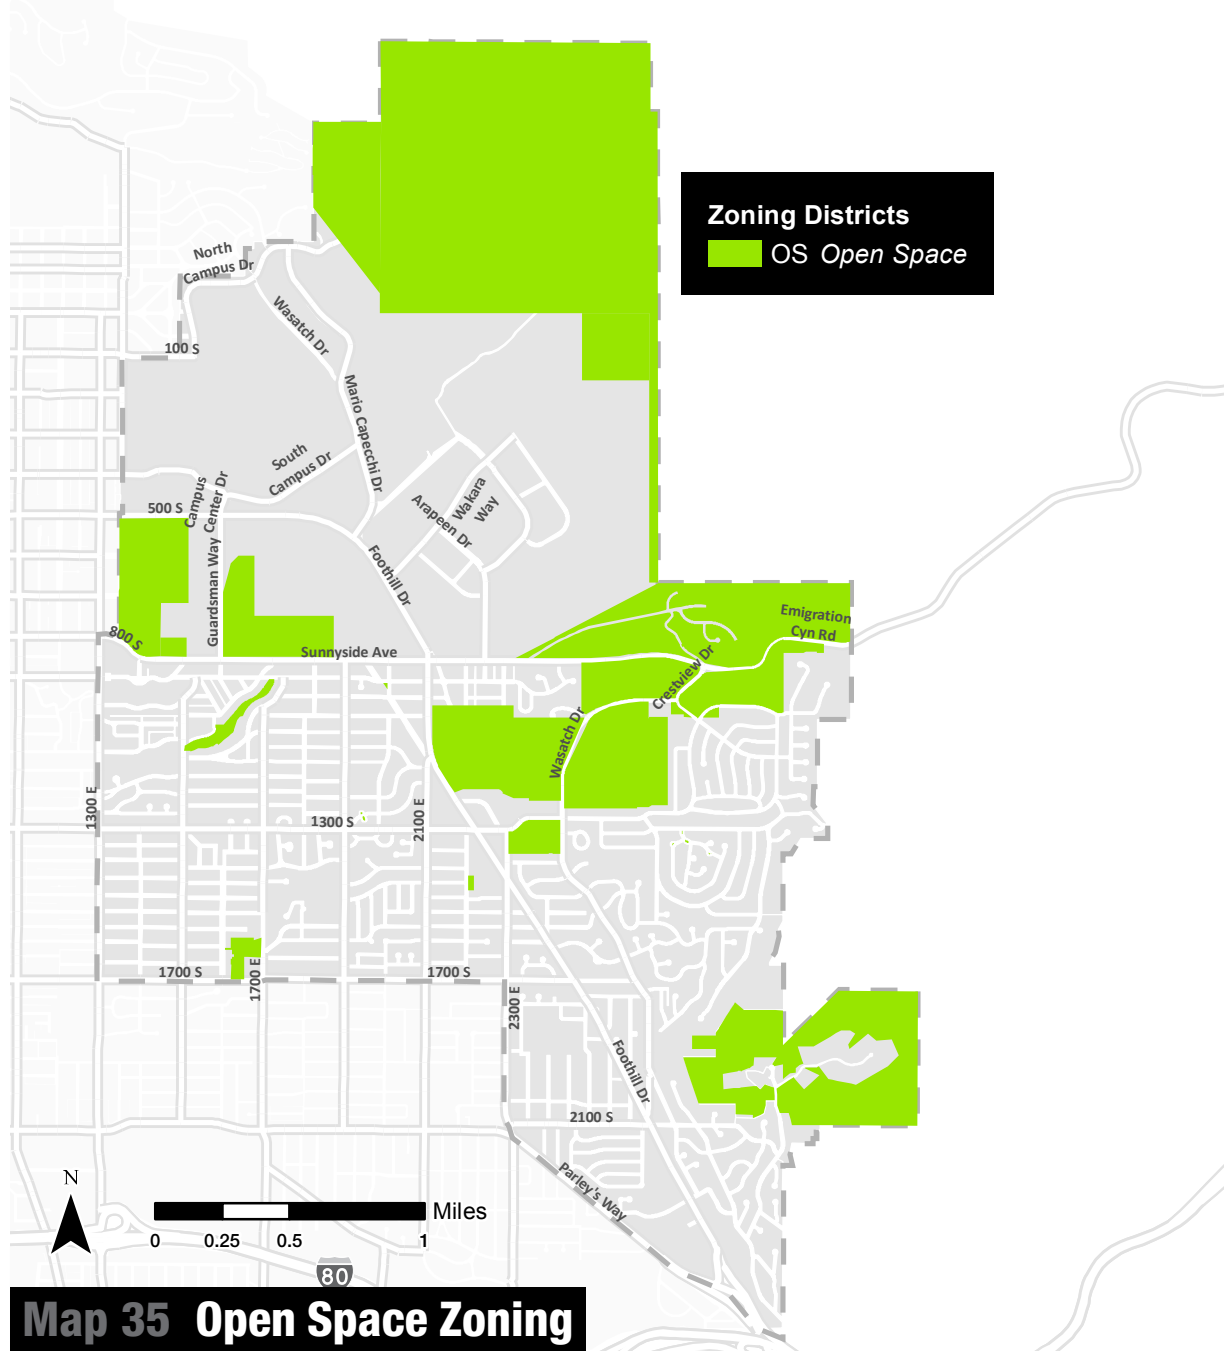 Zoning Districts
OS Open Space
North
Campus Dr
Wasatch Dr
100 S
Mario Capecchi Dr
South
Campus Dr
Campus
Center Dr
Wakara
Way
Arapeen Dr
500 S
Guardsman Way
Foothill Dr
Emigration
Cyn Rd
800 S
Sunnyside Ave
Crestview Dr
Wasatch Dr
1300 E
1300 S
2100 E
1700 S
1700 E
1700 S
2300 E
Foothill Dr
2100 S
Parley's Way
N
Miles
0 0.25 0.5 1
80
Map 35 Open Space Zoning